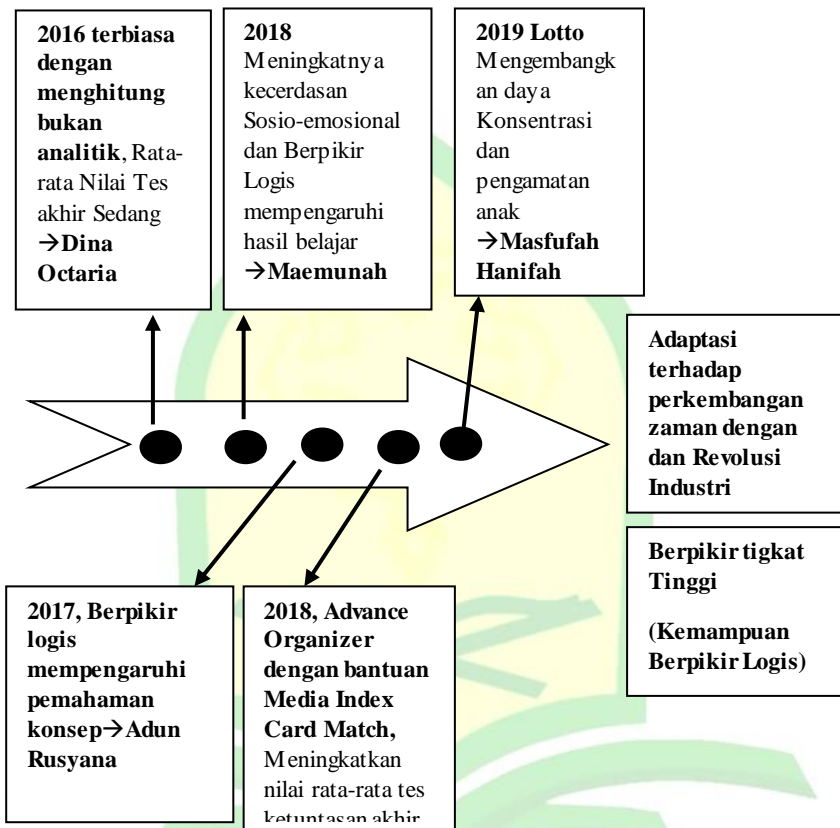 2016 terbiasa
dengan
menghitung
bukan
analitik, Rata-
rata Nilai Tes
akhir Sedang
→Dina
Octaria
2018
Meningkatnya
kecerdasan
Sosio-emosional
dan Berpikir
Logis
mempengaruhi
hasil belajar
→Maemunah
2019 Lotto
Mengembangk
an daya
Konsentrasi
dan
pengamatan
anak
→Masfufah
Hanifah
Adaptasi
terhadap
perkembangan
zaman dengan
dan Revolusi
Industri
Berpikir tigkat
Tinggi
(Kemampuan
Berpikir Logis)
2017, Berpikir
logis
mempengaruhi
pemahaman
konsep→Adun
Rusyana
2018, Advance
Organizer
dengan bantuan
Media Index
Card Match,
Meningkatkan
nilai rata-rata tes
ketuntasan akhir